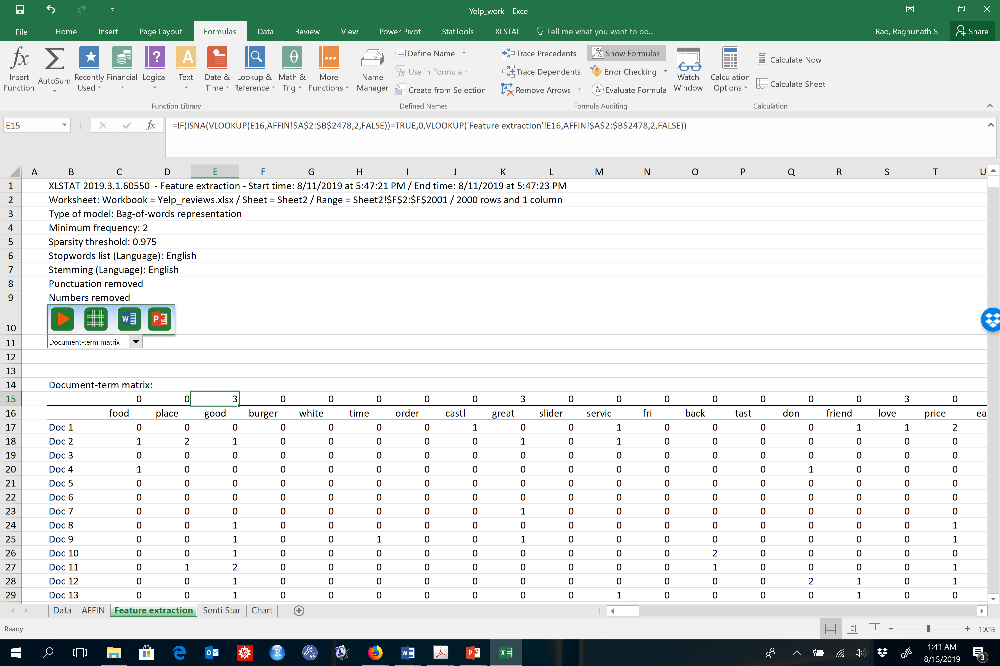 Yelp_work - Excel
File Home Insert Page Layout Formulas Data Review View Power Pivot StatTools XLSTAT Tell me what you want to do... Rao, Raghunath S Share
Insert Function
AutoSum
Recently Used
Financial
Logical
Text
Date & Time
Lookup & Reference
Math & Trig
More Functions
Function Library
Name Manager
Define Name
Use in Formula
Create from Selection
Defined Names
Trace Precedents
Trace Dependents
Remove Arrows
Show Formulas
Error Checking
Evaluate Formula
Watch Window
Formula Auditing
Calculation Options
Calculate Now
Calculate Sheet
Calculation
E15 fx =IF(ISNA(VLOOKUP(E16,AFFIN!$A$2:$B$2478,2,FALSE))=TRUE,0,VLOOKUP('Feature extraction'!E16,AFFIN!$A$2:$B$2478,2,FALSE))
A B C D E F G H I J K L M N O P Q R S T U
1 XLSTAT 2019.3.1.60550 - Feature extraction - Start time: 8/11/2019 at 5:47:21 PM / End time: 8/11/2019 at 5:47:23 PM
2 Worksheet: Workbook = Yelp_reviews.xlsx / Sheet = Sheet2 / Range = Sheet2!$F$2:$F$2001 / 2000 rows and 1 column
3 Type of model: Bag-of-words representation
4 Minimum frequency: 2
5 Sparsity threshold: 0.975
6 Stopwords list (Language): English
7 Stemming (Language): English
8 Punctuation removed
9 Numbers removed
10
11 Document-term matrix
12
13
14 Document-term matrix:
15 0 0 3 0 0 0 0 0 3 0 0 0 0 0 0 0 3 0
16 food place good burger white time order castl great slider servic fri back tast don friend love price ea
17 Doc 1 0 0 0 0 0 0 0 1 0 0 1 0 0 0 0 1 1 2
18 Doc 2 1 2 1 0 0 0 0 0 1 0 1 0 0 0 0 0 0 0
19 Doc 3 0 0 0 0 0 0 0 0 0 0 0 0 0 0 0 0 0 0
20 Doc 4 1 0 0 0 0 0 0 0 0 0 0 0 0 0 1 0 0 0
21 Doc 5 0 0 0 0 0 0 0 0 0 0 0 0 0 0 0 0 0 0
22 Doc 6 0 0 0 0 0 0 0 0 0 0 0 0 0 0 0 0 0 0
23 Doc 7 0 0 0 0 0 0 0 0 1 0 0 0 0 0 0 0 0 0
24 Doc 8 0 0 1 0 0 0 0 0 0 0 0 0 0 0 0 0 0 1
25 Doc 9 0 0 1 0 0 1 0 0 1 0 0 0 0 0 0 0 0 1
26 Doc 10 0 0 1 0 0 0 0 0 0 0 0 0 2 0 0 0 0 0
27 Doc 11 0 1 2 0 0 0 0 0 0 0 0 0 1 0 0 0 0 1
28 Doc 12 0 0 1 0 0 0 0 0 0 0 0 0 0 0 2 1 0 1
29 Doc 13 0 0 1 0 0 0 0 0 0 0 1 0 0 0 0 1 0 0
Data AFFIN Feature extraction Senti Star Chart
Ready 100%
1:41 AM
8/15/2019
3